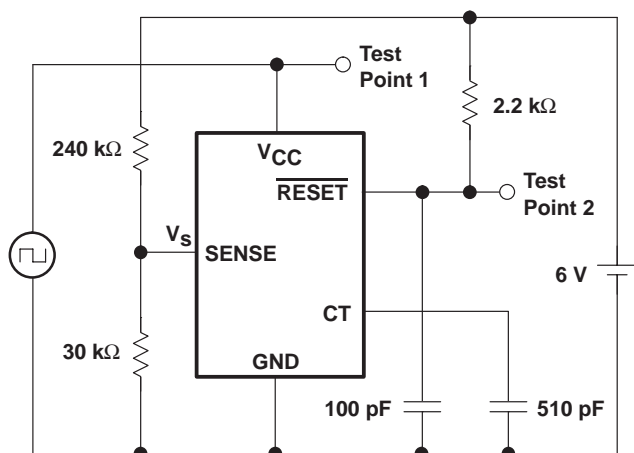 Test
Point 1
2.2 kΩ
240 kΩ
VCC
RESET
Test
Point 2
VS
SENSE
6 V
CT
30 kΩ
GND
100 pF
510 pF